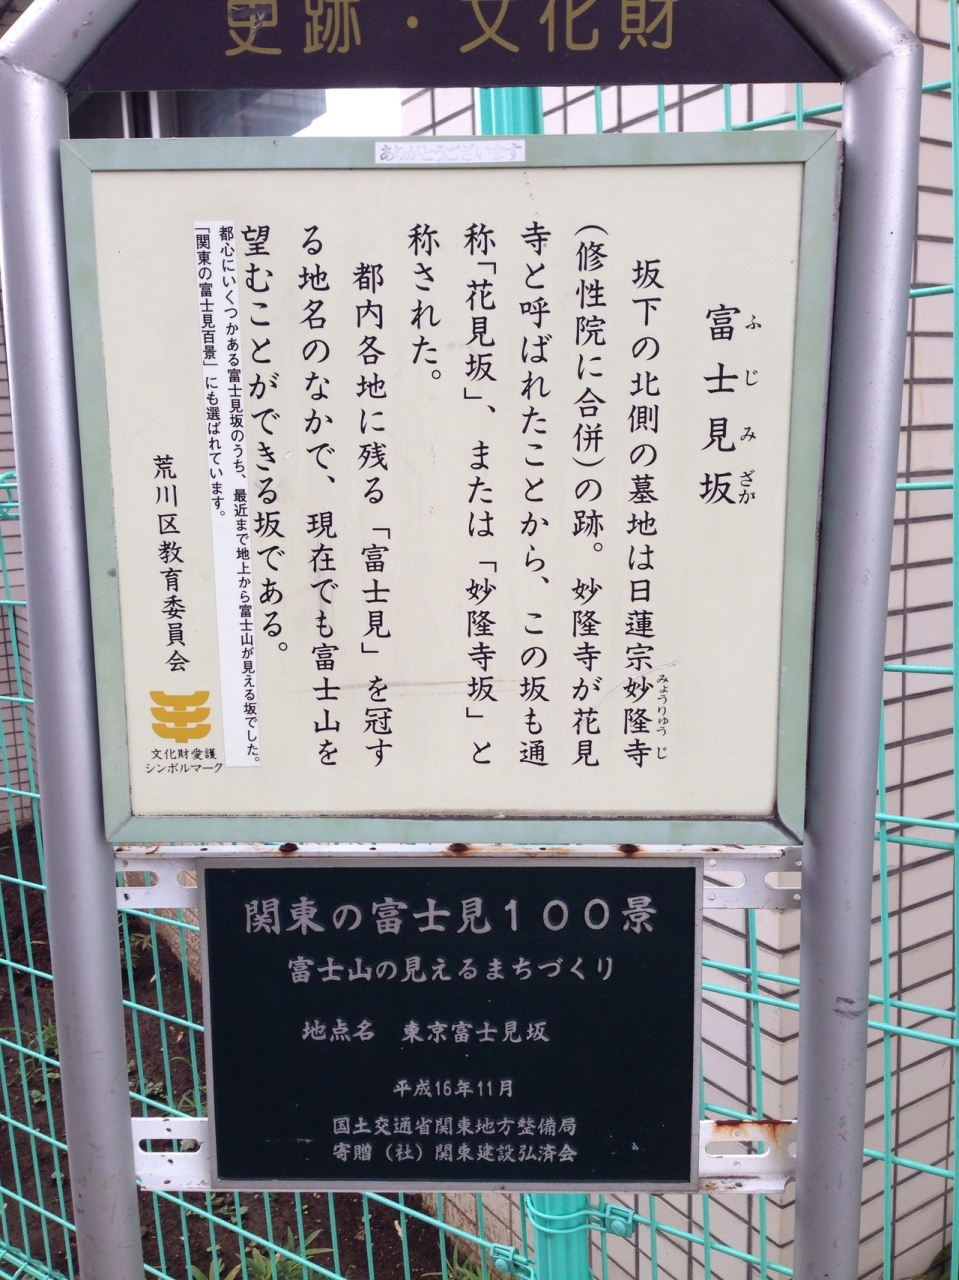 史跡・文化財
ありがとうございます
富士見坂
ふじみざか
坂下の北側の墓地は日蓮宗妙隆寺
みょうりゅうじ
(修性院に合併)の跡。妙隆寺が花見
寺と呼ばれたことから、この坂も通
称「花見坂」、または「妙隆寺坂」と
称された。
都内各地に残る「富士見」を冠す
る地名のなかで、現在でも富士山を
望むことができる坂である。
都心にいくつかある富士見坂のうち、最近まで地上から富士山が見える坂でした。
「関東の富士見百景」にも選ばれています。
荒川区教育委員会
文化財愛護
シンボルマーク
関東の富士見100景
富士山の見えるまちづくり
地点名 東京富士見坂
平成16年11月
国土交通省関東地方整備局
寄贈(社)関東建設弘済会